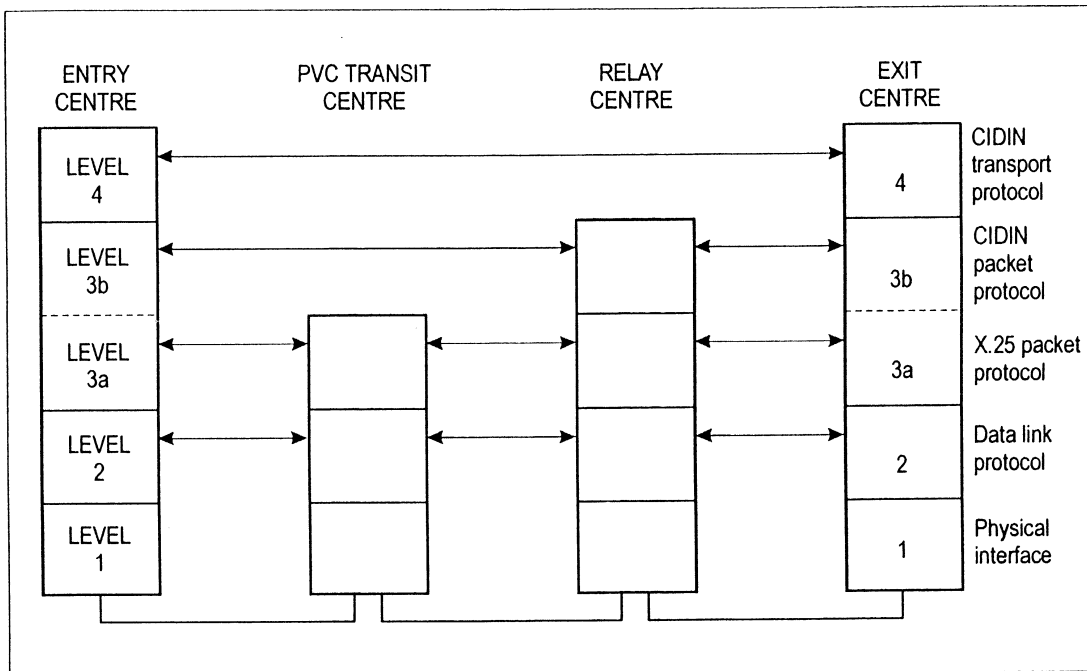 ENTRY
CENTRE
PVC TRANSIT
CENTRE
RELAY
CENTRE
EXIT
CENTRE
LEVEL
4
4
CIDIN
transport
protocol
LEVEL
3b
3b
CIDIN
packet
protocol
LEVEL
3a
3a
X.25 packet
protocol
LEVEL
2
2
Data link
protocol
LEVEL
1
1
Physical
interface